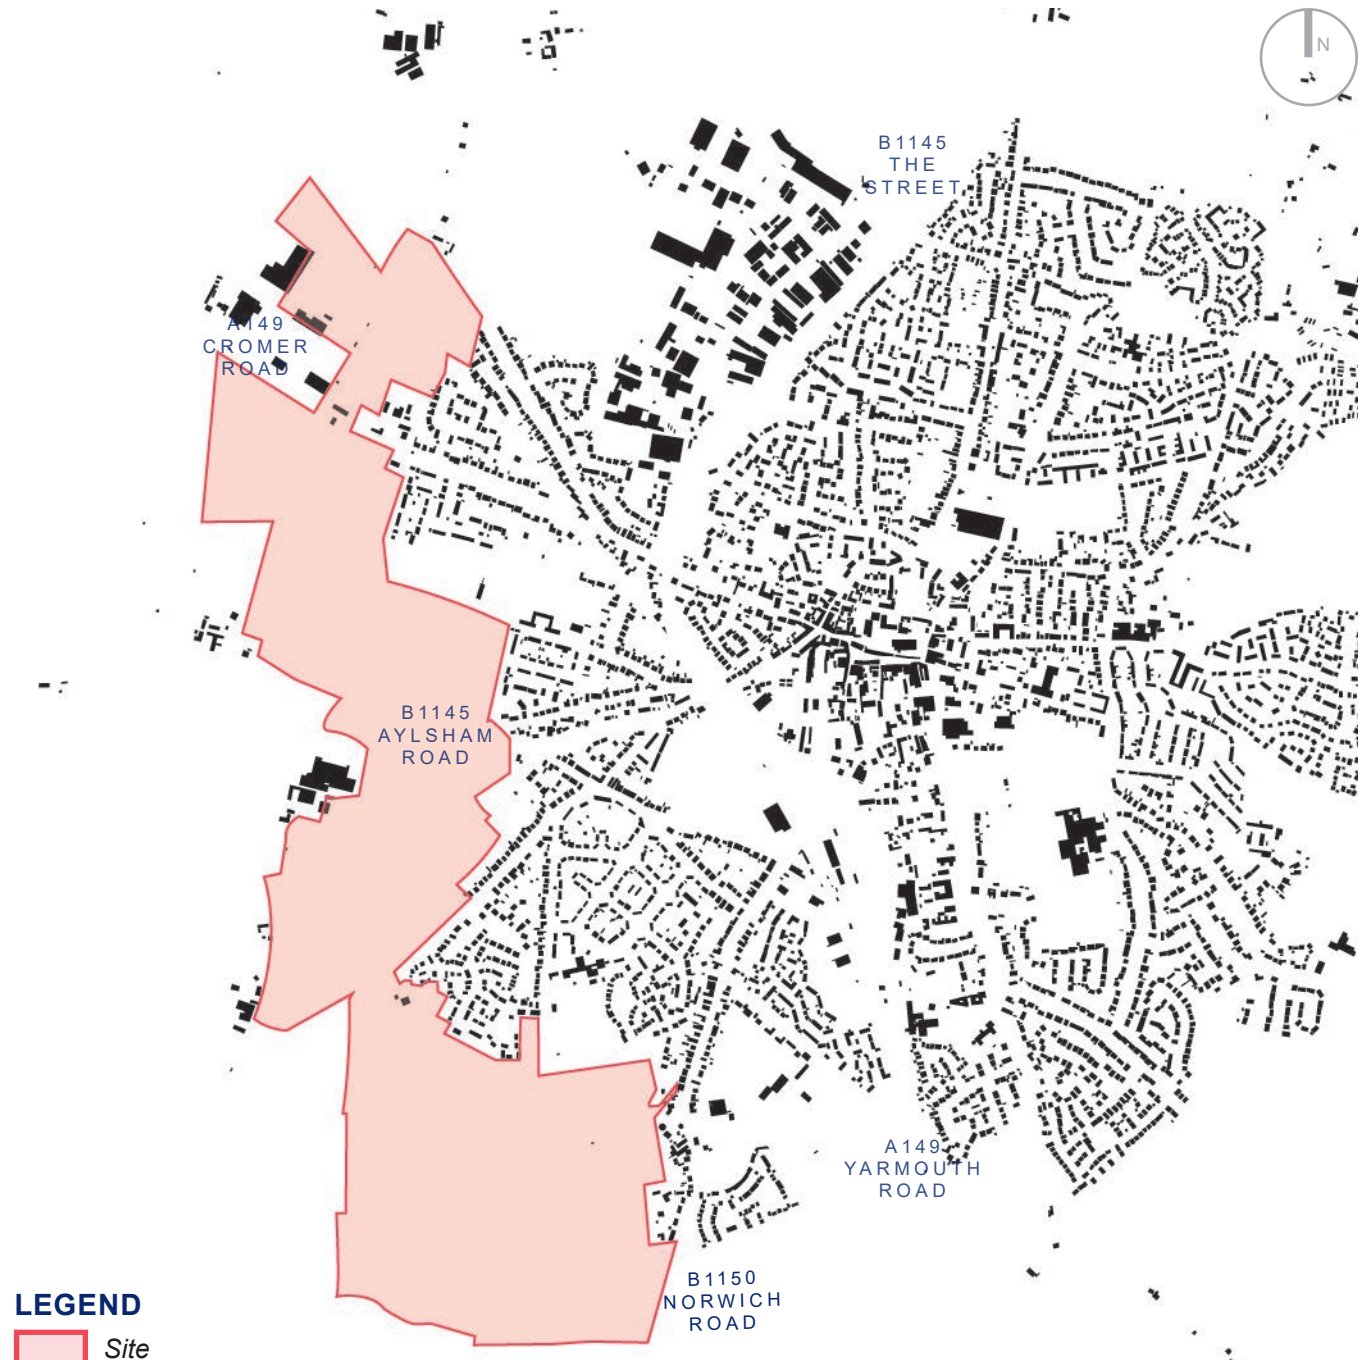 N
B1145
THE
STREET
A149
CROMER
ROAD
B1145
AYLSHAM
ROAD
A149
YARMOUTH
ROAD
B1150
NORWICH
ROAD
LEGEND
Site